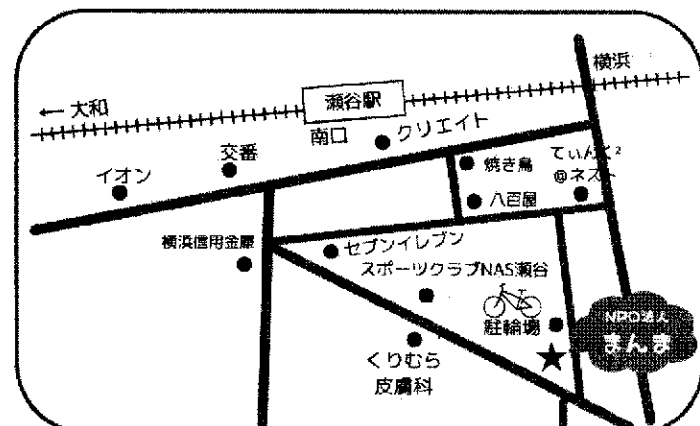 横浜
← 大和
瀬谷駅
南口
クリエイト
交番
イオン
焼き鳥
てぃんくる²
@ネスト
八百屋
横浜信用金庫
セブンイレブン
スポーツクラブNAS瀬谷
駐輪場
NPO法人
まんま
くりむら
皮膚科